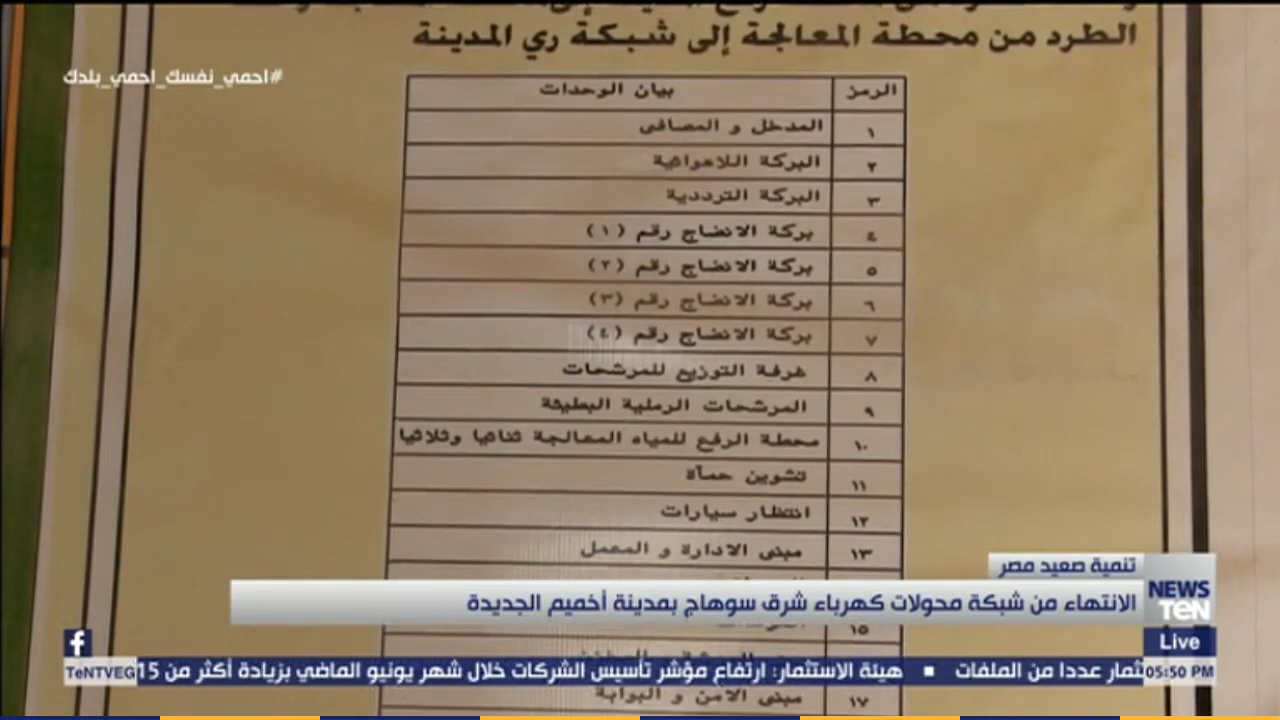 الطرد من محطة المعالجة إلى شبكة ري المدينة
#احمي_نفسك_احمي_بلدك
الرمز بيان الوحدات
١ المدخل و المصافى
٢ البركة اللاهوائية
٣ البركة الترددية
٤ بركة الانضاج رقم (١)
٥ بركة الانضاج رقم (٢)
٦ بركة الانضاج رقم (٣)
٧ بركة الانضاج رقم (٤)
٨ غرفة التوزيع للمرشحات
٩ المرشحات الرملية البطيئة
١٠ محطة الرفع للمياه المعالجة ثنائيا وثلاثيا
١١ تشوين حمأة
١٢ انتظار سيارات
١٣ مبنى الادارة و المعمل
تنمية صعيد مصر
الانتهاء من شبكة محولات كهرباء شرق سوهاج بمدينة أخميم الجديدة
NEWS
TeN
١٥
Live
TeNTVEG
ثمار عددا من الملفات ■ هيئة الاستثمار: ارتفاع مؤشر تأسيس الشركات خلال شهر يونيو الماضي بزيادة أكثر من 15
05:50 PM
١٧ مبنى الامن و البوابة